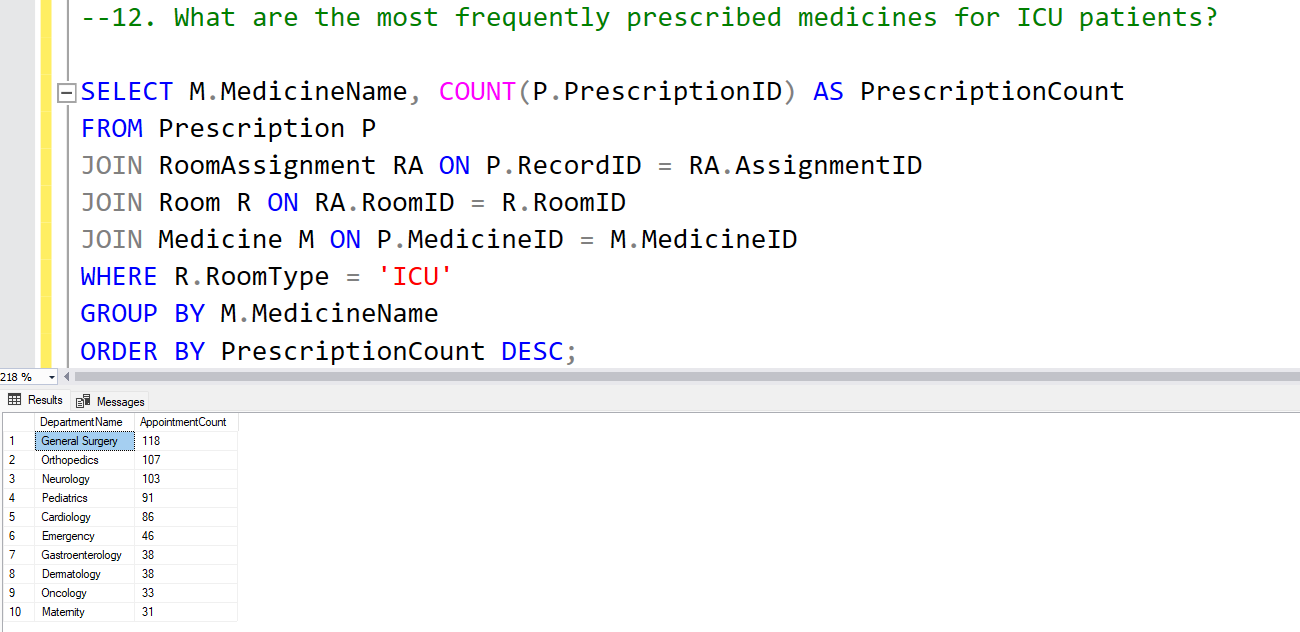 --12. What are the most frequently prescribed medicines for ICU patients?
SELECT M.MedicineName, COUNT(P.PrescriptionID) AS PrescriptionCount
FROM Prescription P
JOIN RoomAssignment RA ON P.RecordID = RA.AssignmentID
JOIN Room R ON RA.RoomID = R.RoomID
JOIN Medicine M ON P.MedicineID = M.MedicineID
WHERE R.RoomType = 'ICU'
GROUP BY M.MedicineName
ORDER BY PrescriptionCount DESC;
218 %
Results Messages
DepartmentName AppointmentCount
1 General Surgery 118
2 Orthopedics 107
3 Neurology 103
4 Pediatrics 91
5 Cardiology 86
6 Emergency 46
7 Gastroenterology 38
8 Dermatology 38
9 Oncology 33
10 Maternity 31